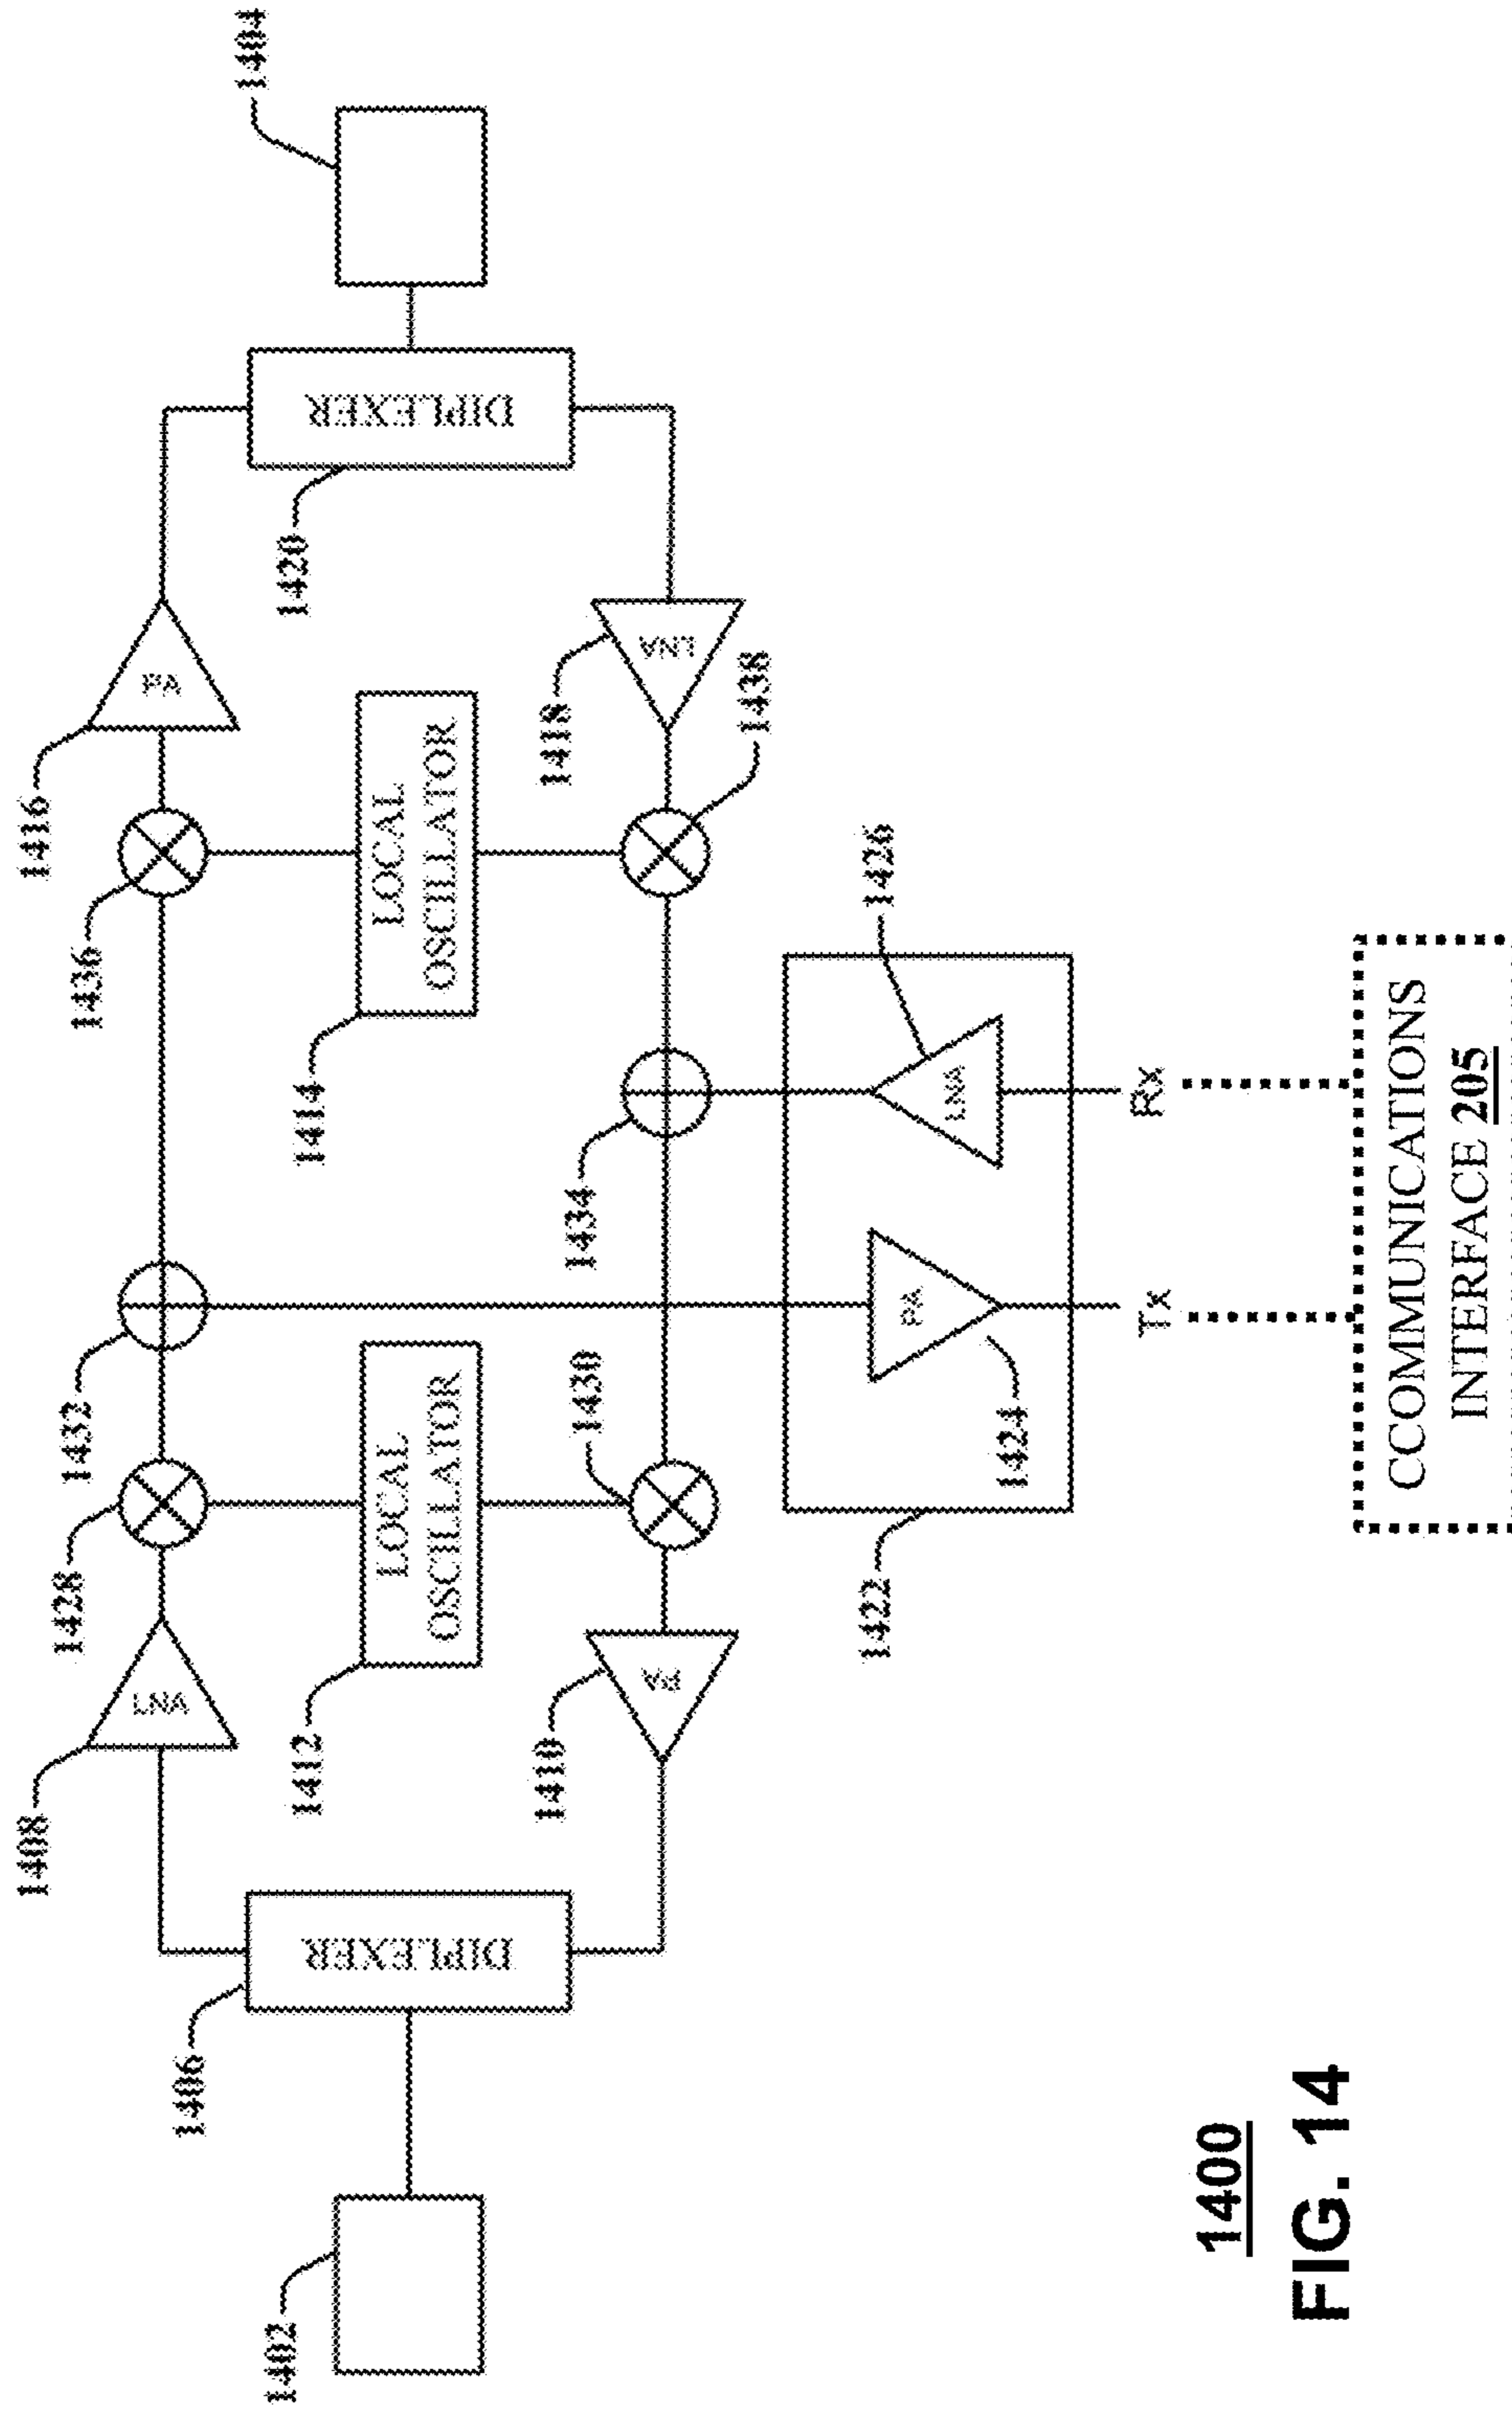 1408
LNA
1428
1432
1436
1416
PA
1406
DIPLEXER
1412
LOCAL
OSCILLATOR
1414
LOCAL
OSCILLATOR
1420
DIPLEXER
1402
1404
1410
PA
1430
1434
1438
1418
LNA
1422
PA
1424
LNA
1426
Tx
Rx
CCOMMUNICATIONS
INTERFACE 205
1400
FIG. 14